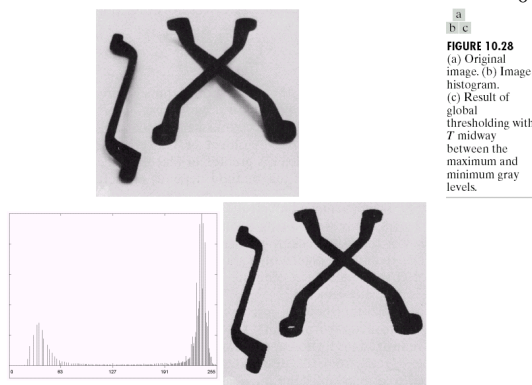 a
b c
FIGURE 10.28
(a) Original
image. (b) Image
histogram.
(c) Result of
global
thresholding with
T midway
between the
maximum and
minimum gray
levels.
0 63 127 191 255